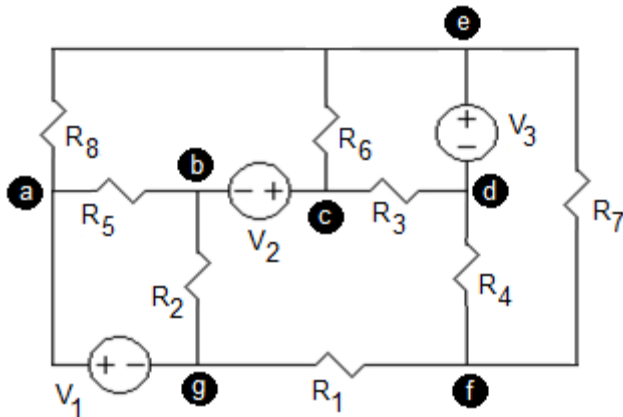 e
R8
b
R6
+
−
V3
a
R5
− +
V2
c
R3
d
R7
R2
R4
V1
+ −
g
R1
f